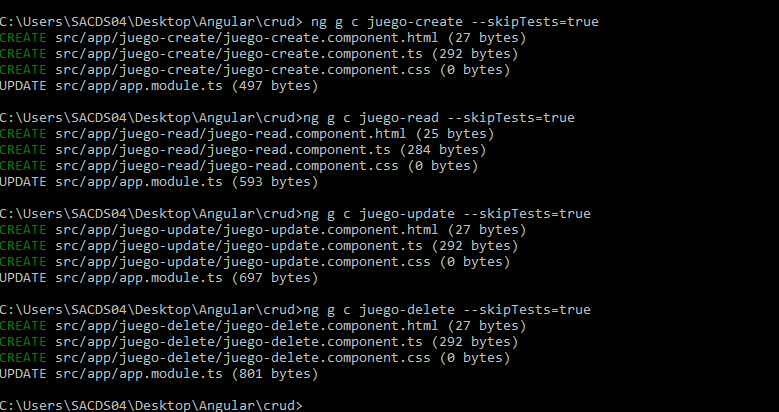 C:\Users\SACDS04\Desktop\Angular\crud> ng g c juego-create --skipTests=true
CREATE src/app/juego-create/juego-create.component.html (27 bytes)
CREATE src/app/juego-create/juego-create.component.ts (292 bytes)
CREATE src/app/juego-create/juego-create.component.css (0 bytes)
UPDATE src/app/app.module.ts (497 bytes)
C:\Users\SACDS04\Desktop\Angular\crud>ng g c juego-read --skipTests=true
CREATE src/app/juego-read/juego-read.component.html (25 bytes)
CREATE src/app/juego-read/juego-read.component.ts (284 bytes)
CREATE src/app/juego-read/juego-read.component.css (0 bytes)
UPDATE src/app/app.module.ts (593 bytes)
C:\Users\SACDS04\Desktop\Angular\crud>ng g c juego-update --skipTests=true
CREATE src/app/juego-update/juego-update.component.html (27 bytes)
CREATE src/app/juego-update/juego-update.component.ts (292 bytes)
CREATE src/app/juego-update/juego-update.component.css (0 bytes)
UPDATE src/app/app.module.ts (697 bytes)
C:\Users\SACDS04\Desktop\Angular\crud>ng g c juego-delete --skipTests=true
CREATE src/app/juego-delete/juego-delete.component.html (27 bytes)
CREATE src/app/juego-delete/juego-delete.component.ts (292 bytes)
CREATE src/app/juego-delete/juego-delete.component.css (0 bytes)
UPDATE src/app/app.module.ts (801 bytes)
C:\Users\SACDS04\Desktop\Angular\crud>